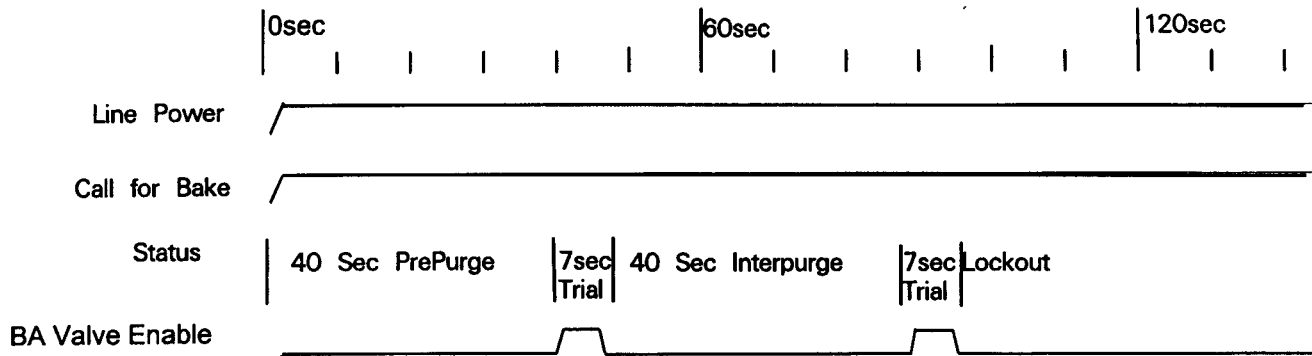 0sec 60sec 120sec
Line Power
Call for Bake
Status 40 Sec PrePurge 7sec Trial 40 Sec Interpurge 7sec Trial Lockout
BA Valve Enable